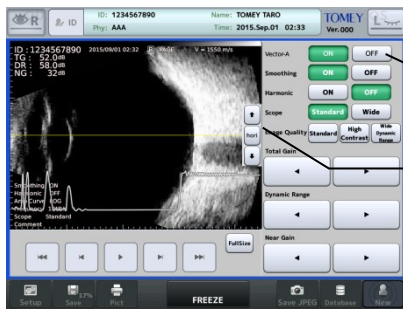 R
ID
ID: 1234567890
Name: TOMEY TARO
Phy: AAA
Time: 2015.Sep.01 02:33
TOMEY
Ver.000
L
ID : 1234567890 2015/09/01 02:32 V = 1550 m/s
TG : 52.0dB
DR : 58.0dB
NG : 32dB
hori
Smoothing ON
Harmonic OFF
Scope Standard
Comment
Vector-A ON OFF
Smoothing ON OFF
Harmonic ON OFF
Scope Standard Wide
Image Quality Standard High Contrast Wide Dynamic Range
Total Gain
Dynamic Range
Near Gain
FullSize
Setup
Save
37%
Pict
FREEZE
Save JPEG
Database
New